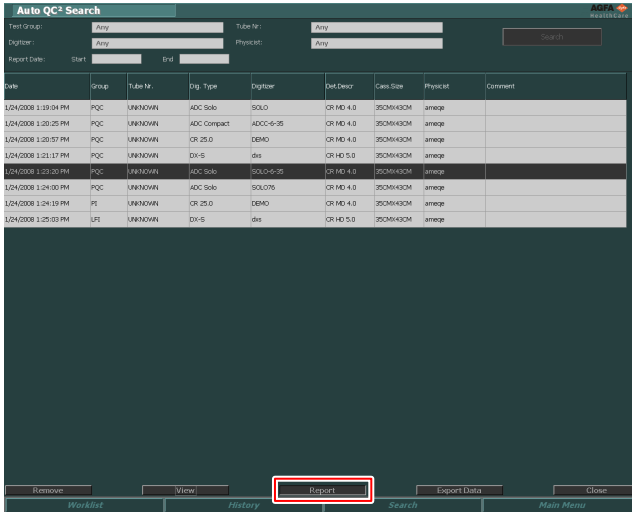 Auto QC² Search
AGFA
HealthCare
Test Group: Any Tube Nr: Any
Digitizer: Any Physicist: Any
Search
Report Date: Start End
Date Group Tube Nr. Dig. Type Digitizer Det.Descr Cass.Size Physicist Comment
1/24/2008 1:19:04 PM PQC UNKNOWN ADC Solo SOLO CR MD 4.0 35CMX43CM ameqe
1/24/2008 1:20:25 PM PQC UNKNOWN ADC Compact ADCC-6-35 CR MD 4.0 35CMX43CM ameqe
1/24/2008 1:20:57 PM PQC UNKNOWN CR 25.0 DEMO CR MD 4.0 35CMX43CM ameqe
1/24/2008 1:21:17 PM PQC UNKNOWN DX-S dxs CR HD 5.0 35CMX43CM ameqe
1/24/2008 1:23:20 PM PQC UNKNOWN ADC Solo SOLO-6-35 CR MD 4.0 35CMX43CM ameqe
1/24/2008 1:24:00 PM PQC UNKNOWN ADC Solo SOLO76 CR MD 4.0 35CMX43CM ameqe
1/24/2008 1:24:19 PM PI UNKNOWN CR 25.0 DEMO CR MD 4.0 35CMX43CM ameqe
1/24/2008 1:25:03 PM LFI UNKNOWN DX-S dxs CR HD 5.0 35CMX43CM ameqe
Remove View Report Export Data Close
Worklist History Search Main Menu